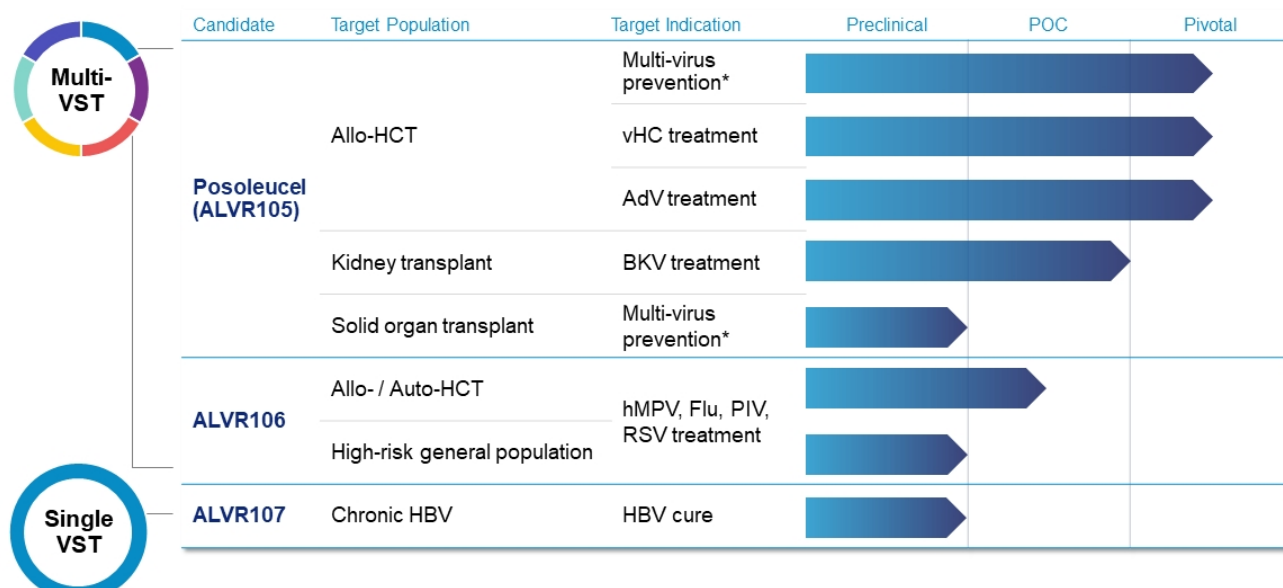 Candidate Target Population Target Indication Preclinical POC Pivotal
Multi-
VST
Posoleucel
(ALVR105)
Allo-HCT
Multi-virus
prevention*
vHC treatment
AdV treatment
Kidney transplant BKV treatment
Solid organ transplant
Multi-virus
prevention*
ALVR106
Allo- / Auto-HCT
High-risk general population
hMPV, Flu, PIV,
RSV treatment
Single
VST
ALVR107 Chronic HBV HBV cure